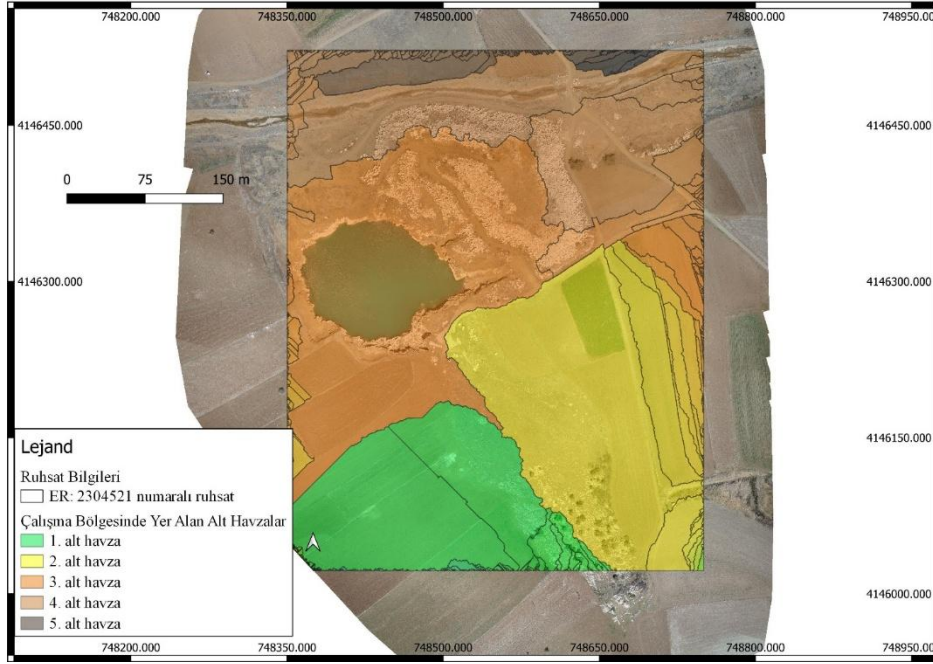 748200.000 748350.000 748500.000 748650.000 748800.000 748950.000
4146450.000 4146450.000
0 75 150 m
4146300.000 4146300.000
4146150.000
Lejand
Ruhsat Bilgileri
ER: 2304521 numaralı ruhsat
Çalışma Bölgesinde Yer Alan Alt Havzalar
1. alt havza
2. alt havza
3. alt havza
4. alt havza
5. alt havza
4146000.000
748200.000 748350.000 748500.000 748650.000 748800.000 748950.000